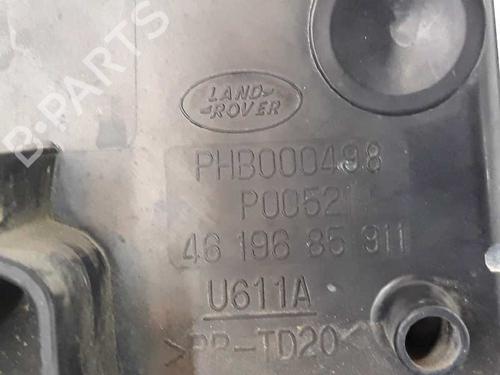 B-PARTS
LAND-
-ROVER
PHB000498
P0052
46 196 85 911
U611A
>PP-TD20<